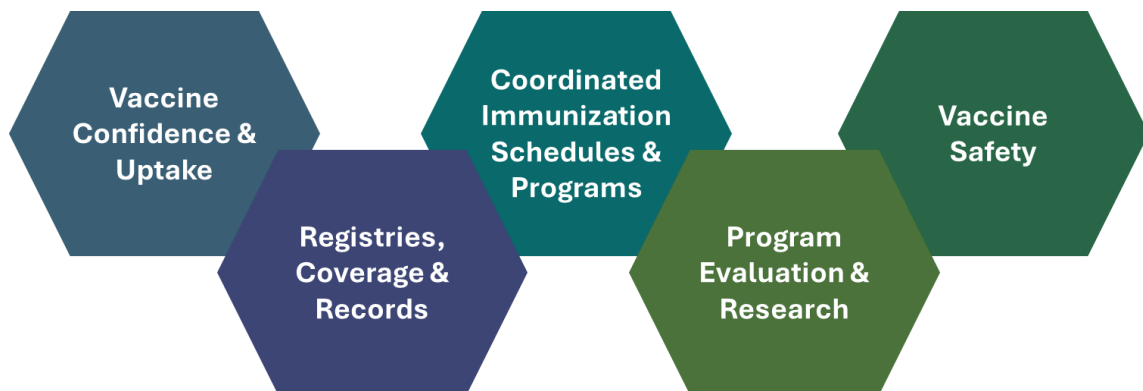 Vaccine
Confidence &
Uptake
Registries,
Coverage &
Records
Coordinated
Immunization
Schedules &
Programs
Program
Evaluation &
Research
Vaccine
Safety